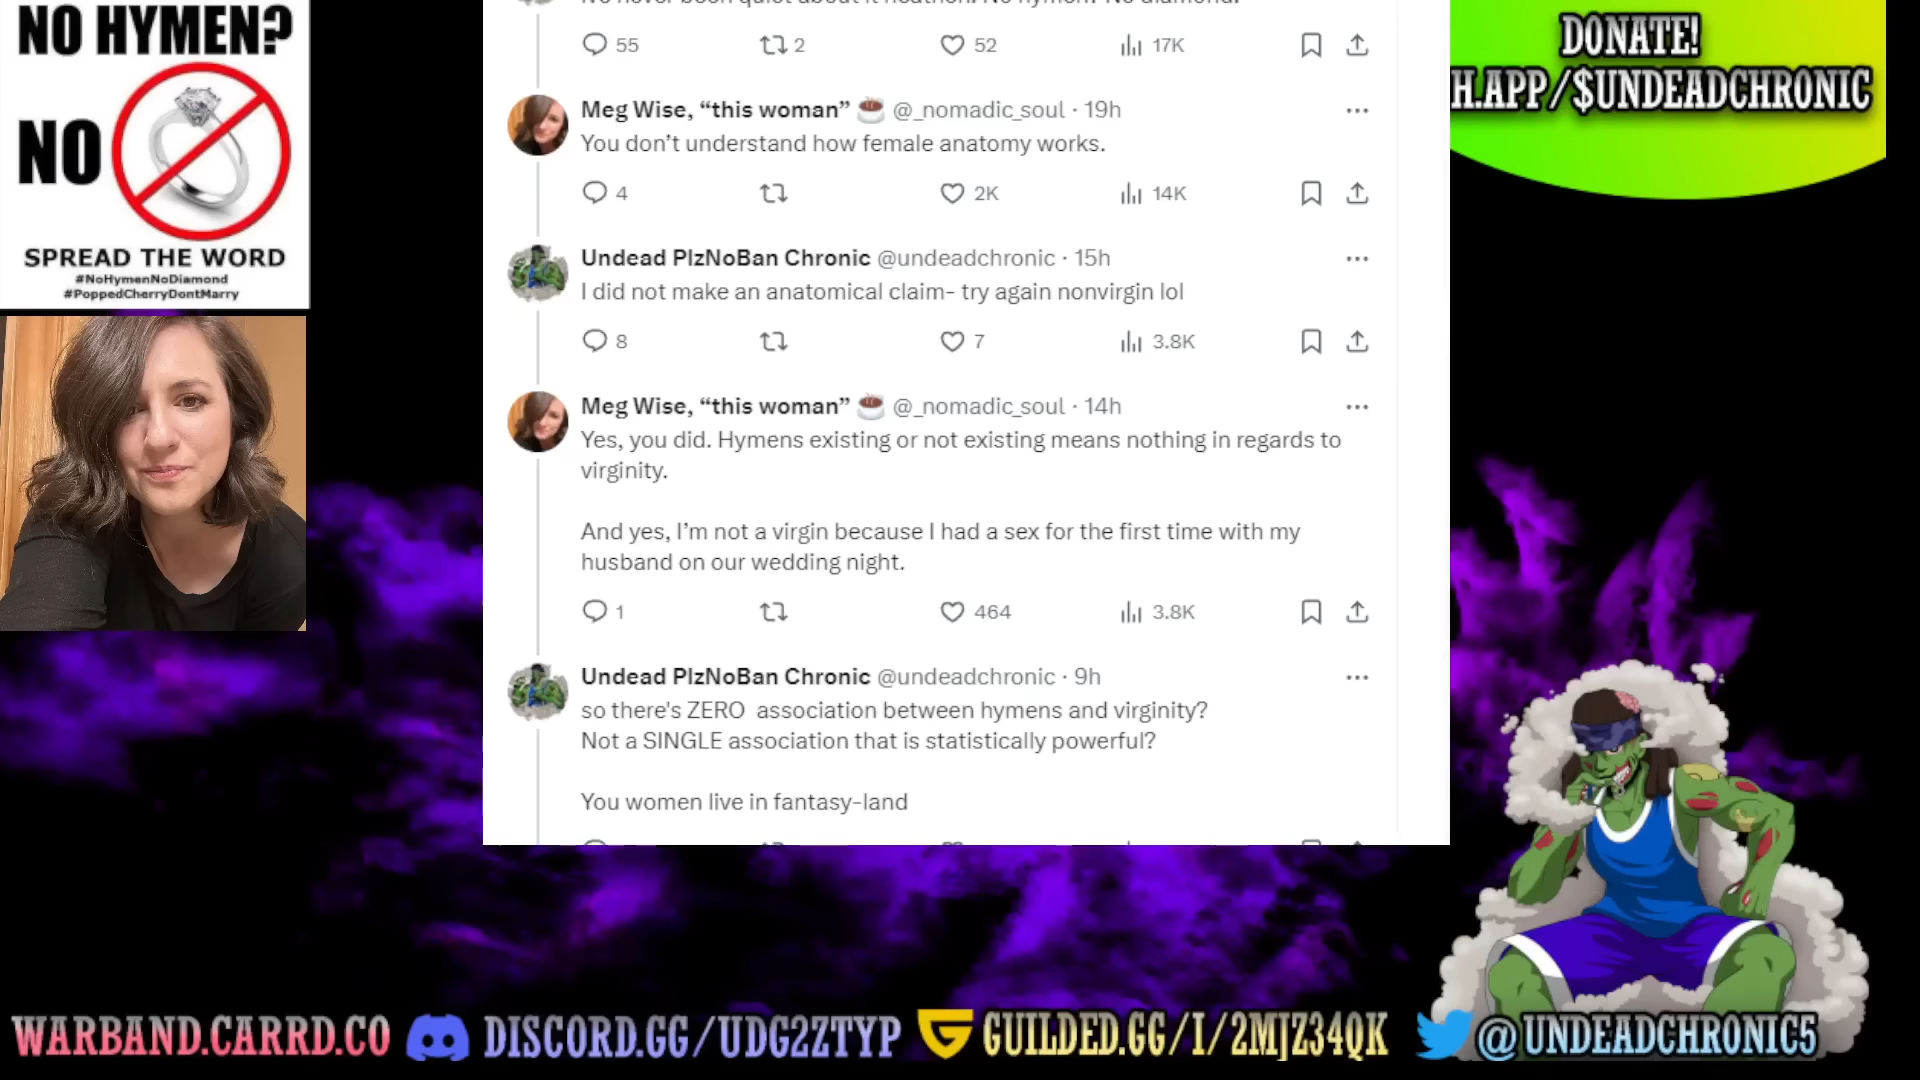 NO HYMEN?
NO
SPREAD THE WORD
#NoHymenNoDiamond
#PoppedCherryDontMarry
55 2 52 17K
Meg Wise, “this woman” ☕ @_nomadic_soul · 19h
You don’t understand how female anatomy works.
4 2K 14K
Undead PlzNoBan Chronic @undeadchronic · 15h
I did not make an anatomical claim- try again nonvirgin lol
8 7 3.8K
Meg Wise, “this woman” ☕ @_nomadic_soul · 14h
Yes, you did. Hymens existing or not existing means nothing in regards to
virginity.
And yes, I’m not a virgin because I had a sex for the first time with my
husband on our wedding night.
1 464 3.8K
Undead PlzNoBan Chronic @undeadchronic · 9h
so there's ZERO  association between hymens and virginity?
Not a SINGLE association that is statistically powerful?
You women live in fantasy-land
DONATE!
H.APP/$UNDEADCHRONIC
WARBAND.CARRD.CO
DISCORD.GG/UDG2ZTYP
GUILDED.GG/I/2MJZ34QK
@UNDEADCHRONIC5